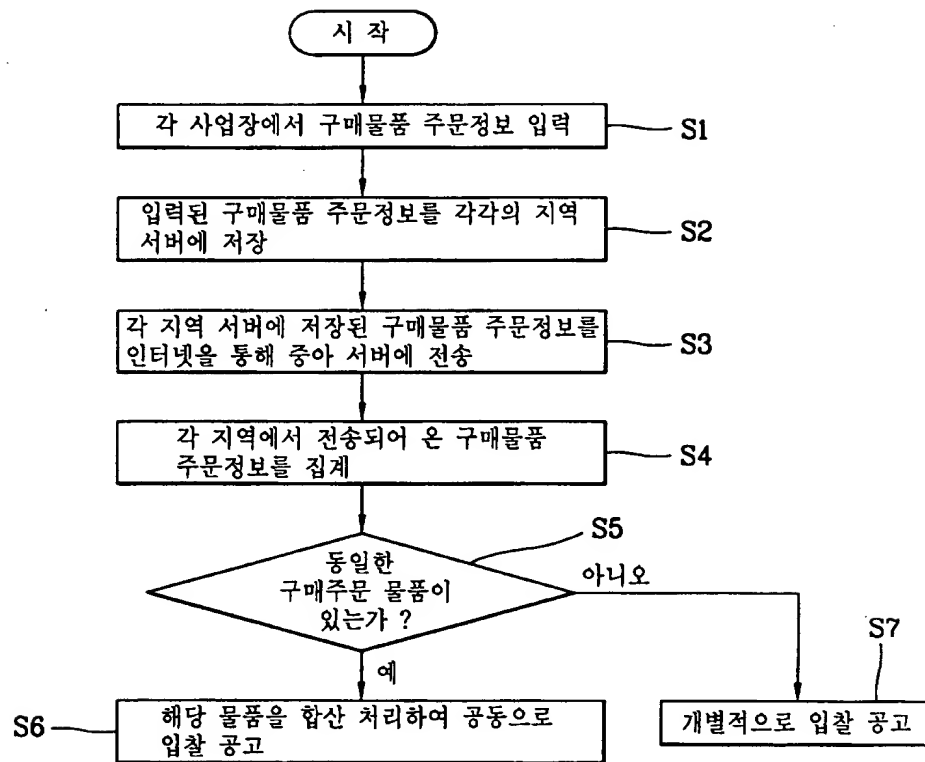 시 작
각 사업장에서 구매물품 주문정보 입력
S1
입력된 구매물품 주문정보를 각각의 지역
서버에 저장
S2
각 지역 서버에 저장된 구매물품 주문정보를
인터넷을 통해 중아 서버에 전송
S3
각 지역에서 전송되어 온 구매물품
주문정보를 집계
S4
S5
동일한
구매주문 물품이
있는가 ?
아니오
예
S7
S6
해당 물품을 합산 처리하여 공동으로
입찰 공고
개별적으로 입찰 공고